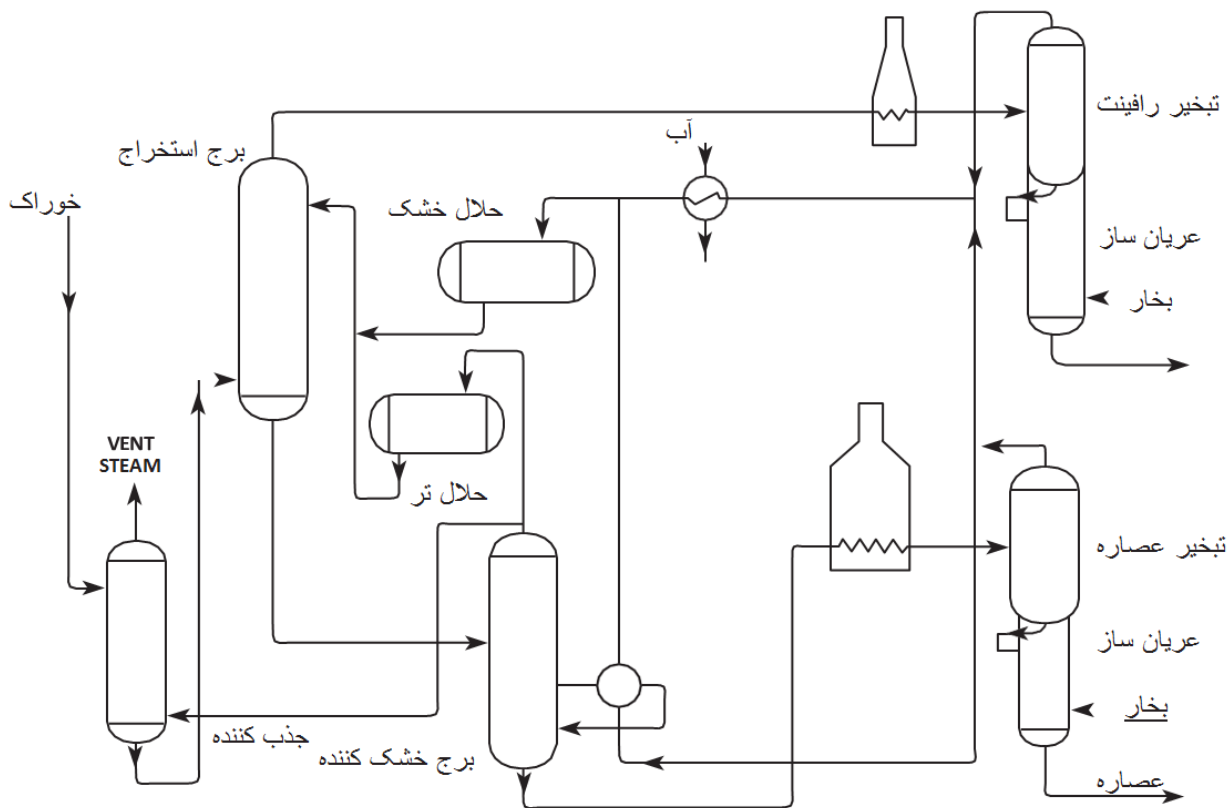 تبخیر رافینت
آب
برج استخراج
خوراک
حلال خشک
عریان ساز
بخار
VENT
STEAM
حلال تر
تبخیر عصاره
عریان ساز
بخار
جذب کننده
برج خشک کننده
عصاره